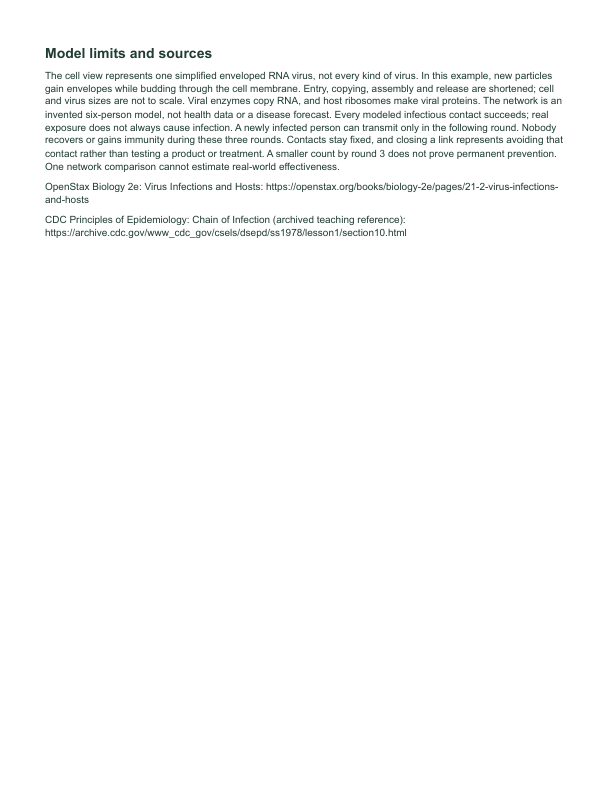 Model limits and sources
The cell view represents one simplified enveloped RNA virus, not every kind of virus. In this example, new particles
gain envelopes while budding through the cell membrane. Entry, copying, assembly and release are shortened; cell
and virus sizes are not to scale. Viral enzymes copy RNA, and host ribosomes make viral proteins. The network is an
invented six-person model, not health data or a disease forecast. Every modeled infectious contact succeeds; real
exposure does not always cause infection. A newly infected person can transmit only in the following round. Nobody
recovers or gains immunity during these three rounds. Contacts stay fixed, and closing a link represents avoiding that
contact rather than testing a product or treatment. A smaller count by round 3 does not prove permanent prevention.
One network comparison cannot estimate real-world effectiveness.
OpenStax Biology 2e: Virus Infections and Hosts: https://openstax.org/books/biology-2e/pages/21-2-virus-infections-
and-hosts
CDC Principles of Epidemiology: Chain of Infection (archived teaching reference):
https://archive.cdc.gov/www_cdc_gov/csels/dsepd/ss1978/lesson1/section10.html